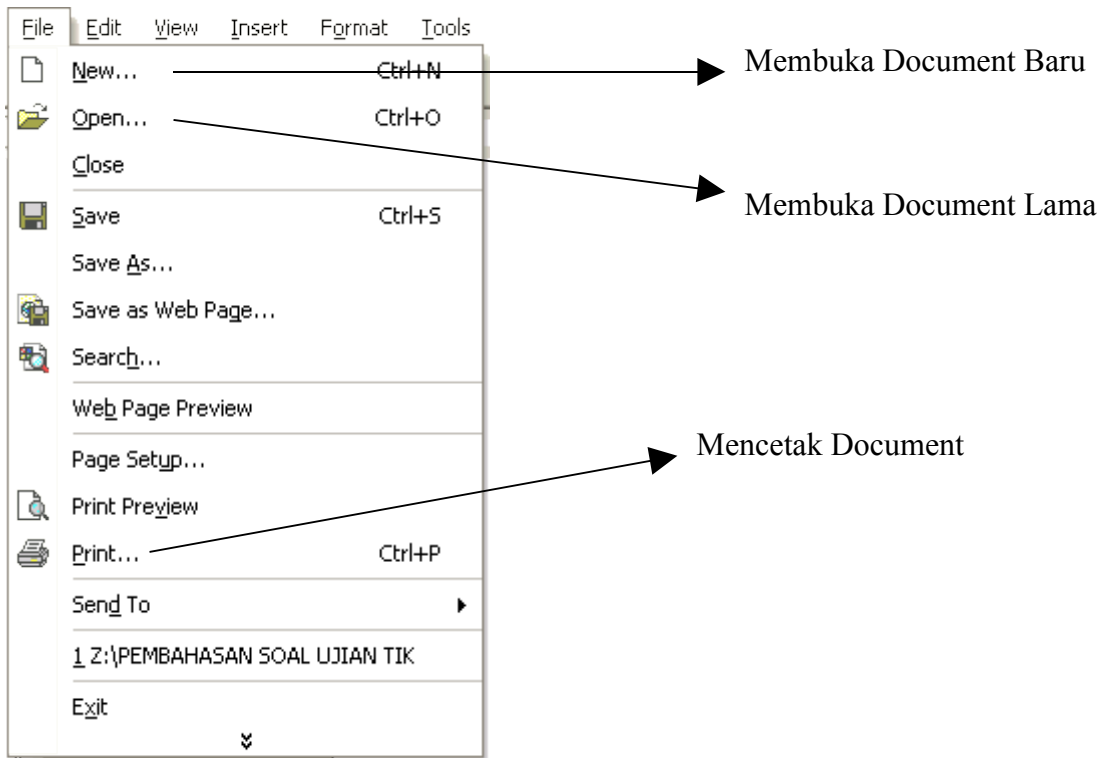 File Edit View Insert Format Tools
New... Ctrl+N
Membuka Document Baru
Open... Ctrl+O
Close
Membuka Document Lama
Save Ctrl+S
Save As...
Save as Web Page...
Search...
Web Page Preview
Mencetak Document
Page Setup...
Print Preview
Print... Ctrl+P
Send To
1 Z:\PEMBAHASAN SOAL UJIAN TIK
Exit